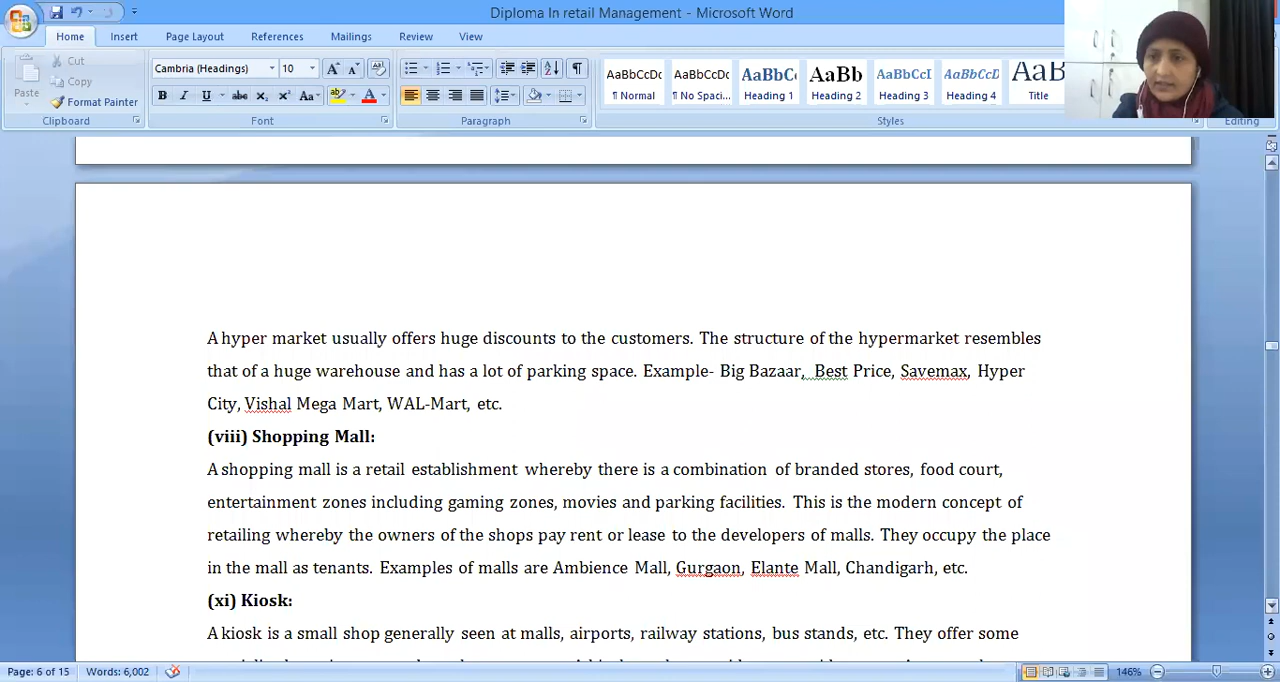 Diploma In retail Management - Microsoft Word
Home Insert Page Layout References Mailings Review View
Cut
Copy
Paste
Format Painter
Clipboard
Cambria (Headings) 10
Font
Paragraph
AaBbCcDc AaBbCcDc AaBbC AaBb AaBbCcI AaBbCcD AaB
¶ Normal ¶ No Spaci... Heading 1 Heading 2 Heading 3 Heading 4 Title
Styles
Editing
A hyper market usually offers huge discounts to the customers. The structure of the hypermarket resembles
that of a huge warehouse and has a lot of parking space. Example- Big Bazaar, Best Price, Savemax, Hyper
City, Vishal Mega Mart, WAL-Mart, etc.
(viii) Shopping Mall:
A shopping mall is a retail establishment whereby there is a combination of branded stores, food court,
entertainment zones including gaming zones, movies and parking facilities. This is the modern concept of
retailing whereby the owners of the shops pay rent or lease to the developers of malls. They occupy the place
in the mall as tenants. Examples of malls are Ambience Mall, Gurgaon, Elante Mall, Chandigarh, etc.
(xi) Kiosk:
A kiosk is a small shop generally seen at malls, airports, railway stations, bus stands, etc. They offer some
Page: 6 of 15 Words: 6,002 146%